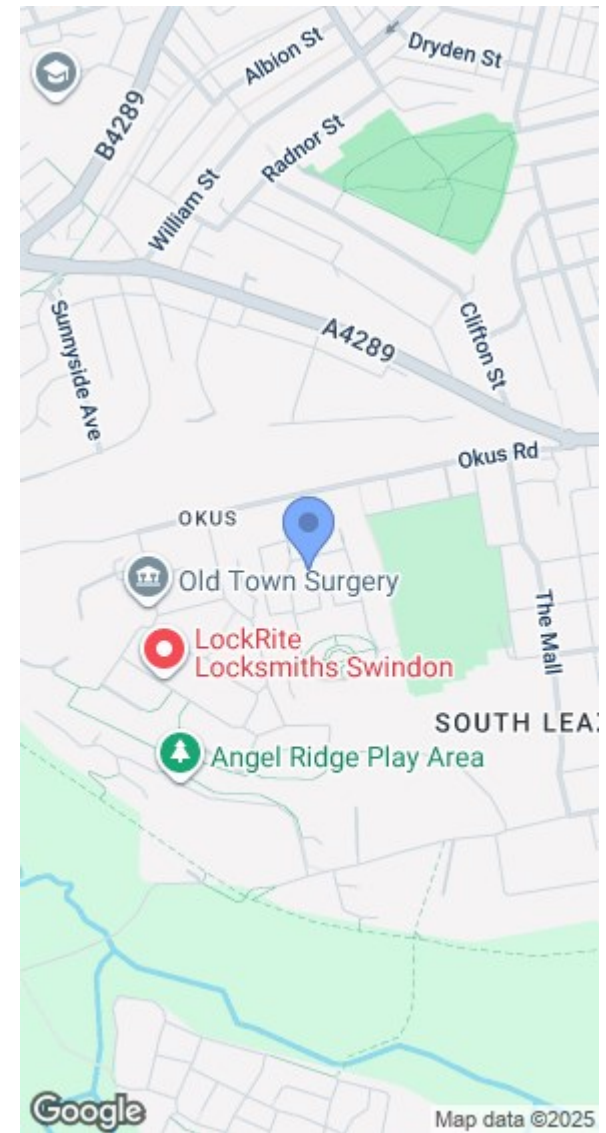 Albion St
Dryden St
B4289
Radnor St
William St
Sunnyside Ave
A4289
Clifton St
Okus Rd
OKUS
Old Town Surgery
The Mall
LockRite
Locksmiths Swindon
SOUTH LEAZ
Angel Ridge Play Area
Google
Map data ©2025